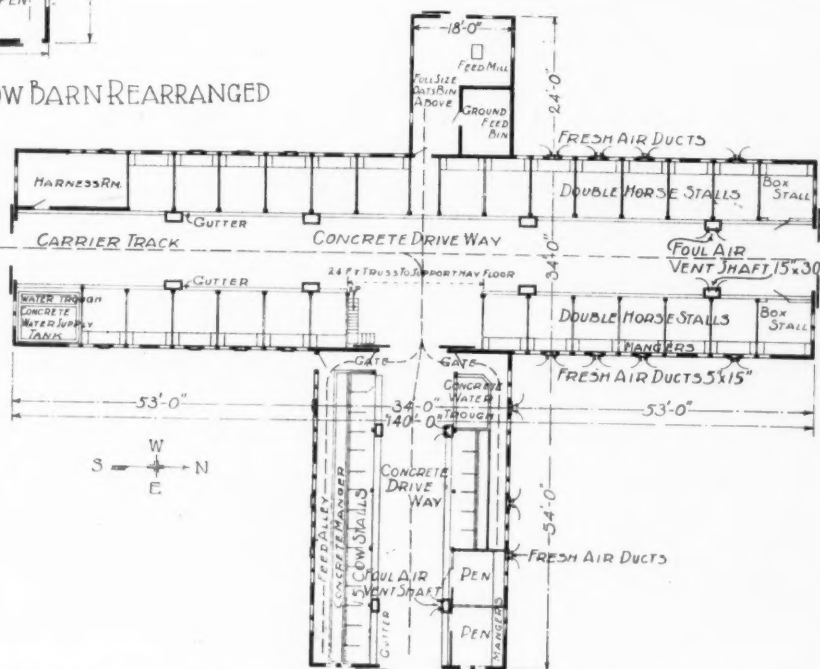 PEN
OW BARN REARRANGED
18'-0"
FEED MILL
FULL SIZE
OATS BIN
ABOVE
GROUND
FEED
BIN
24'-0"
FRESH AIR DUCTS
HARNESS RM.
DOUBLE HORSE STALLS
BOX
STALL
GUTTER
CARRIER TRACK
CONCRETE DRIVE WAY
34'-0"
FOUL AIR
VENT SHAFT, 15"x30
GUTTER
24 FT TRUSS TO SUPPORT HAY FLOOR
WATER TROUGH
CONCRETE
WATER SUPPLY
TANK
DOUBLE HORSE STALLS
BOX
STALL
MANGERS
GATE
GATE
FRESH AIR DUCTS 5"x15"
CONCRETE
WATER
TROUGH
53'-0"
34'-0"
53'-0"
140'-0"
W
S N
E
CONCRETE
DRIVE
WAY
FEED ALLEY
CONCRETE MANGER
15 COW STALLS
54'-0"
FRESH AIR DUCTS
FOUL AIR
VENT SHAFT
PEN
GUTTER
PEN
MANGERS